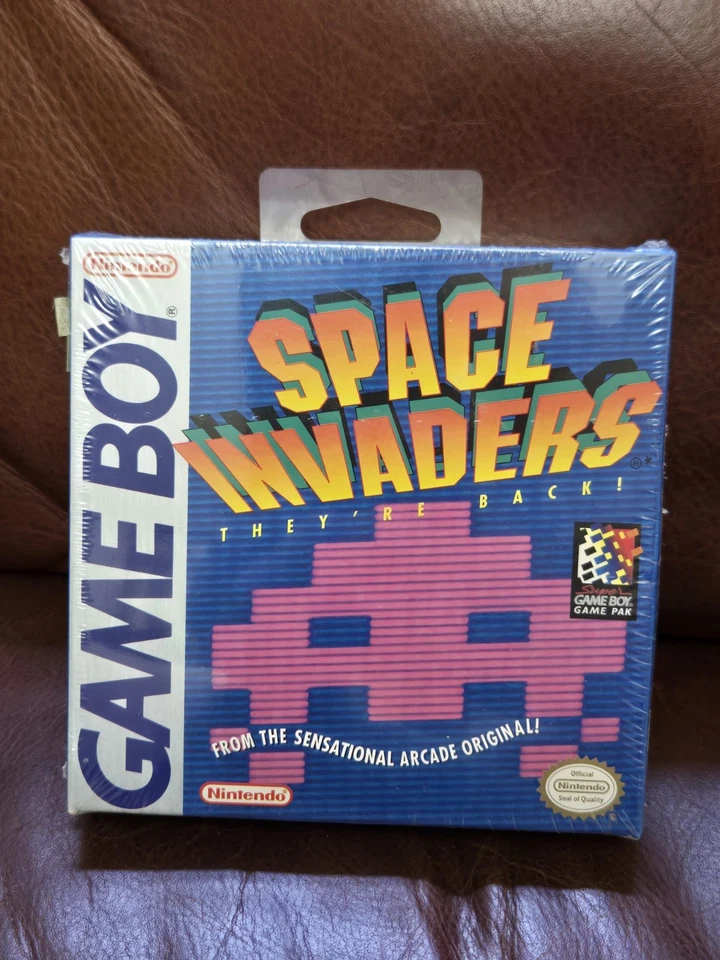 Nintendo
GAME BOY®
SPACE
INVADERS®*
THEY'RE BACK!
Super
GAME BOY
GAME PAK
FROM THE SENSATIONAL ARCADE ORIGINAL!
Nintendo
Official
Nintendo
Seal of Quality
®